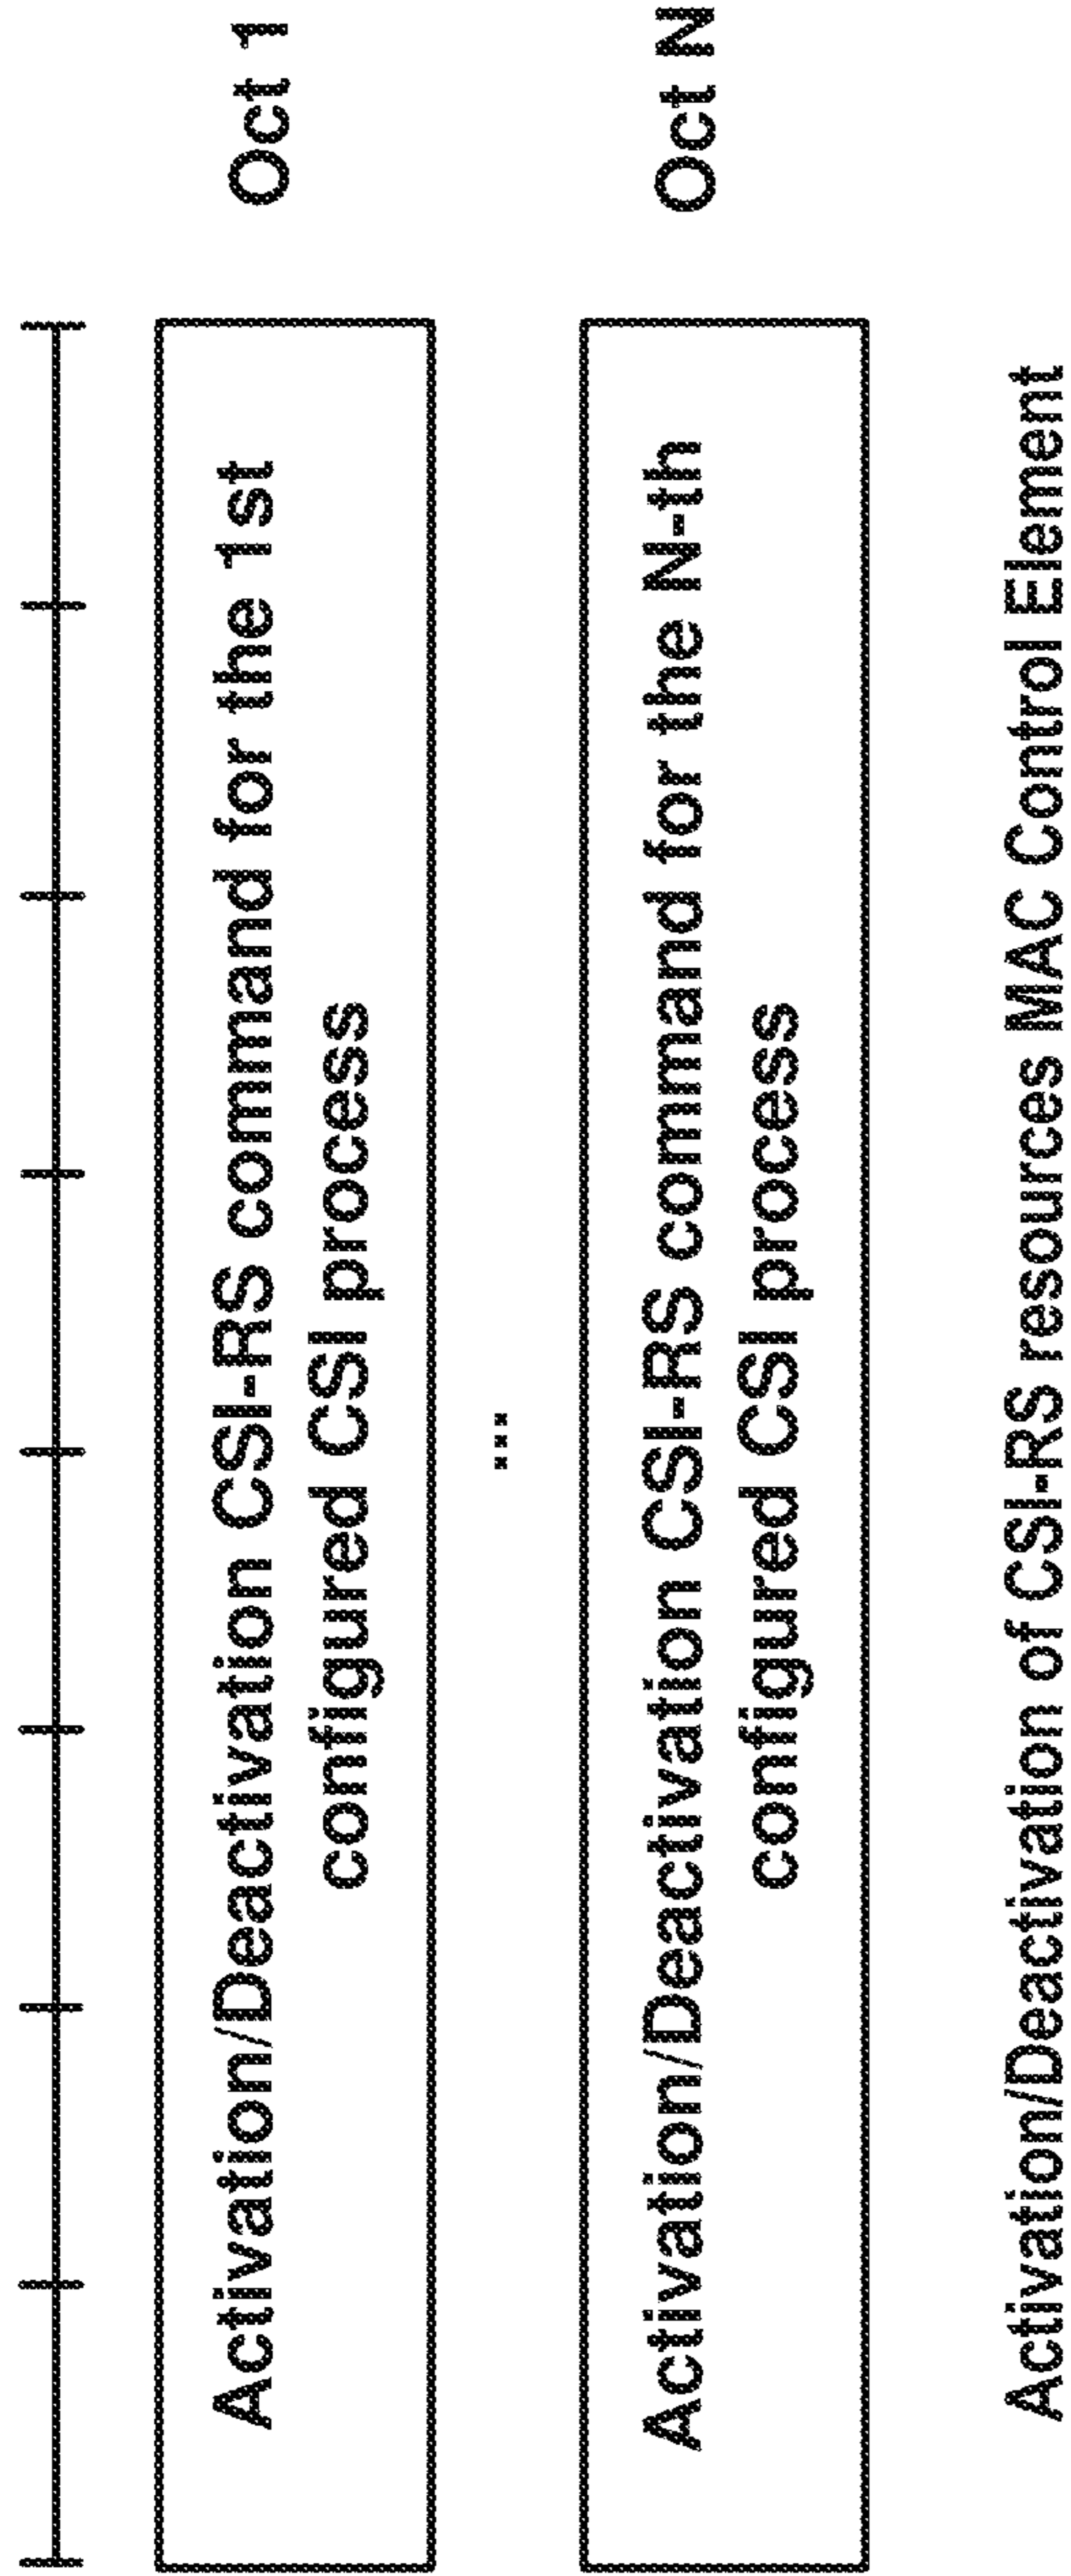 Activation/Deactivation CSI-RS command for the 1st
configured CSI process
Oct 1
...
Activation/Deactivation CSI-RS command for the N-th
configured CSI process
Oct N
Activation/Deactivation of CSI-RS resources MAC Control Element